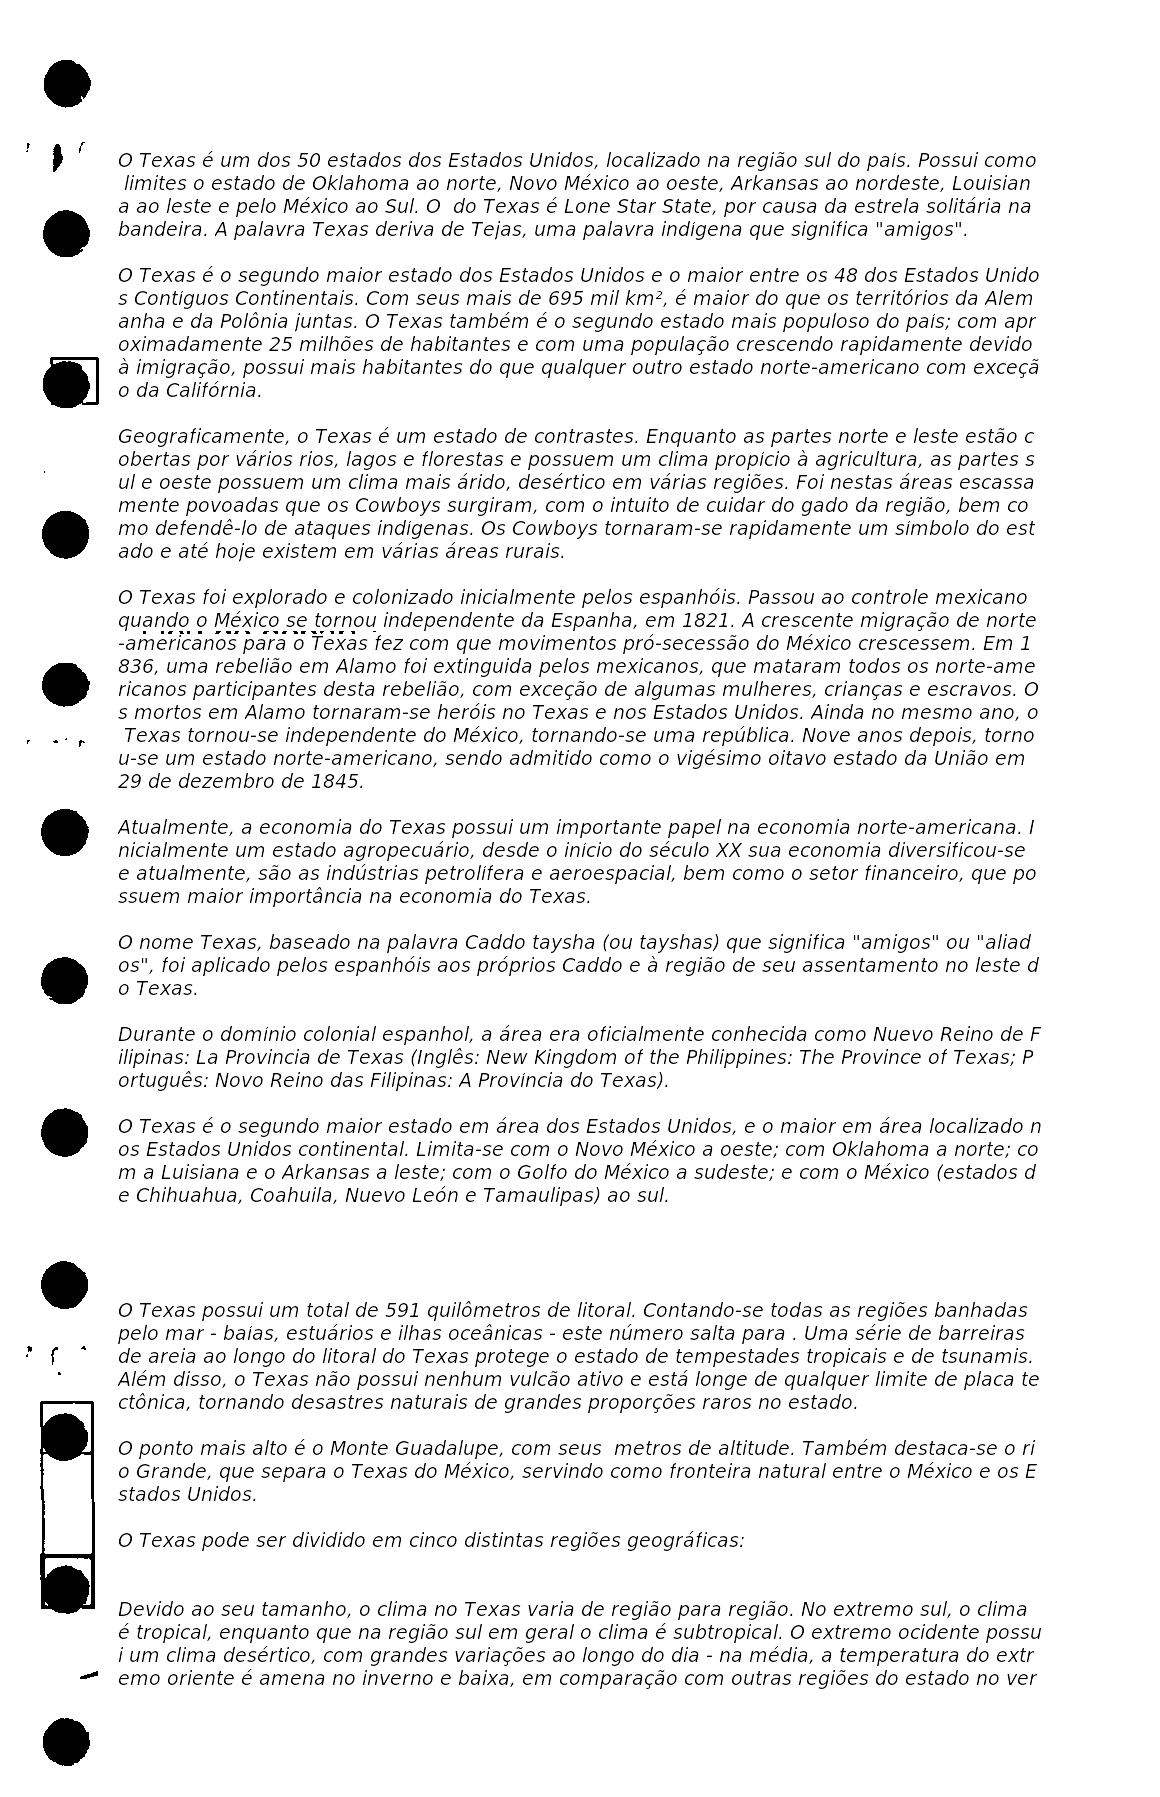 O Texas é um dos 50 estados dos Estados Unidos, localizado na região sul do país. Possui como
limites o estado de Oklahoma ao norte, Novo México ao oeste, Arkansas ao nordeste, Louisian
a ao leste e pelo México ao Sul. O  do Texas é Lone Star State, por causa da estrela solitária na
bandeira. A palavra Texas deriva de Tejas, uma palavra indígena que significa "amigos".

O Texas é o segundo maior estado dos Estados Unidos e o maior entre os 48 dos Estados Unido
s Contíguos Continentais. Com seus mais de 695 mil km², é maior do que os territórios da Alem
anha e da Polônia juntas. O Texas também é o segundo estado mais populoso do país; com apr
oximadamente 25 milhões de habitantes e com uma população crescendo rapidamente devido
à imigração, possui mais habitantes do que qualquer outro estado norte-americano com exceçã
o da Califórnia.

Geograficamente, o Texas é um estado de contrastes. Enquanto as partes norte e leste estão c
obertas por vários rios, lagos e florestas e possuem um clima propício à agricultura, as partes s
ul e oeste possuem um clima mais árido, desértico em várias regiões. Foi nestas áreas escassa
mente povoadas que os Cowboys surgiram, com o intuito de cuidar do gado da região, bem co
mo defendê-lo de ataques indígenas. Os Cowboys tornaram-se rapidamente um símbolo do est
ado e até hoje existem em várias áreas rurais.

O Texas foi explorado e colonizado inicialmente pelos espanhóis. Passou ao controle mexicano
quando o México se tornou independente da Espanha, em 1821. A crescente migração de norte
-americanos para o Texas fez com que movimentos pró-secessão do México crescessem. Em 1
836, uma rebelião em Alamo foi extinguida pelos mexicanos, que mataram todos os norte-ame
ricanos participantes desta rebelião, com exceção de algumas mulheres, crianças e escravos. O
s mortos em Alamo tornaram-se heróis no Texas e nos Estados Unidos. Ainda no mesmo ano, o
Texas tornou-se independente do México, tornando-se uma república. Nove anos depois, torno
u-se um estado norte-americano, sendo admitido como o vigésimo oitavo estado da União em
29 de dezembro de 1845.

Atualmente, a economia do Texas possui um importante papel na economia norte-americana. I
nicialmente um estado agropecuário, desde o início do século XX sua economia diversificou-se
e atualmente, são as indústrias petrolífera e aeroespacial, bem como o setor financeiro, que po
ssuem maior importância na economia do Texas.

O nome Texas, baseado na palavra Caddo taysha (ou tayshas) que significa "amigos" ou "aliad
os", foi aplicado pelos espanhóis aos próprios Caddo e à região de seu assentamento no leste d
o Texas.

Durante o domínio colonial espanhol, a área era oficialmente conhecida como Nuevo Reino de F
ilipinas: La Provincia de Texas (Inglês: New Kingdom of the Philippines: The Province of Texas; P
ortuguês: Novo Reino das Filipinas: A Província do Texas).

O Texas é o segundo maior estado em área dos Estados Unidos, e o maior em área localizado n
os Estados Unidos continental. Limita-se com o Novo México a oeste; com Oklahoma a norte; co
m a Luisiana e o Arkansas a leste; com o Golfo do México a sudeste; e com o México (estados d
e Chihuahua, Coahuila, Nuevo León e Tamaulipas) ao sul.

O Texas possui um total de 591 quilômetros de litoral. Contando-se todas as regiões banhadas
pelo mar - baías, estuários e ilhas oceânicas - este número salta para . Uma série de barreiras
de areia ao longo do litoral do Texas protege o estado de tempestades tropicais e de tsunamis.
Além disso, o Texas não possui nenhum vulcão ativo e está longe de qualquer limite de placa te
ctônica, tornando desastres naturais de grandes proporções raros no estado.

O ponto mais alto é o Monte Guadalupe, com seus  metros de altitude. Também destaca-se o ri
o Grande, que separa o Texas do México, servindo como fronteira natural entre o México e os E
stados Unidos.

O Texas pode ser dividido em cinco distintas regiões geográficas:

Devido ao seu tamanho, o clima no Texas varia de região para região. No extremo sul, o clima
é tropical, enquanto que na região sul em geral o clima é subtropical. O extremo ocidente possu
i um clima desértico, com grandes variações ao longo do dia - na média, a temperatura do extr
emo oriente é amena no inverno e baixa, em comparação com outras regiões do estado no ver